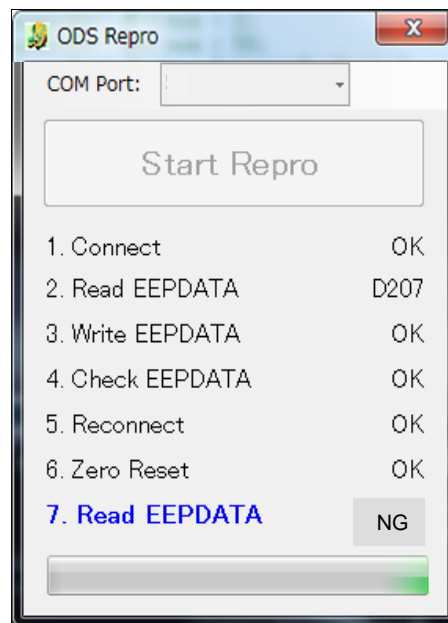 ODS Repro
COM Port:
Start Repro
1. Connect OK
2. Read EEPDATA D207
3. Write EEPDATA OK
4. Check EEPDATA OK
5. Reconnect OK
6. Zero Reset OK
7. Read EEPDATA NG